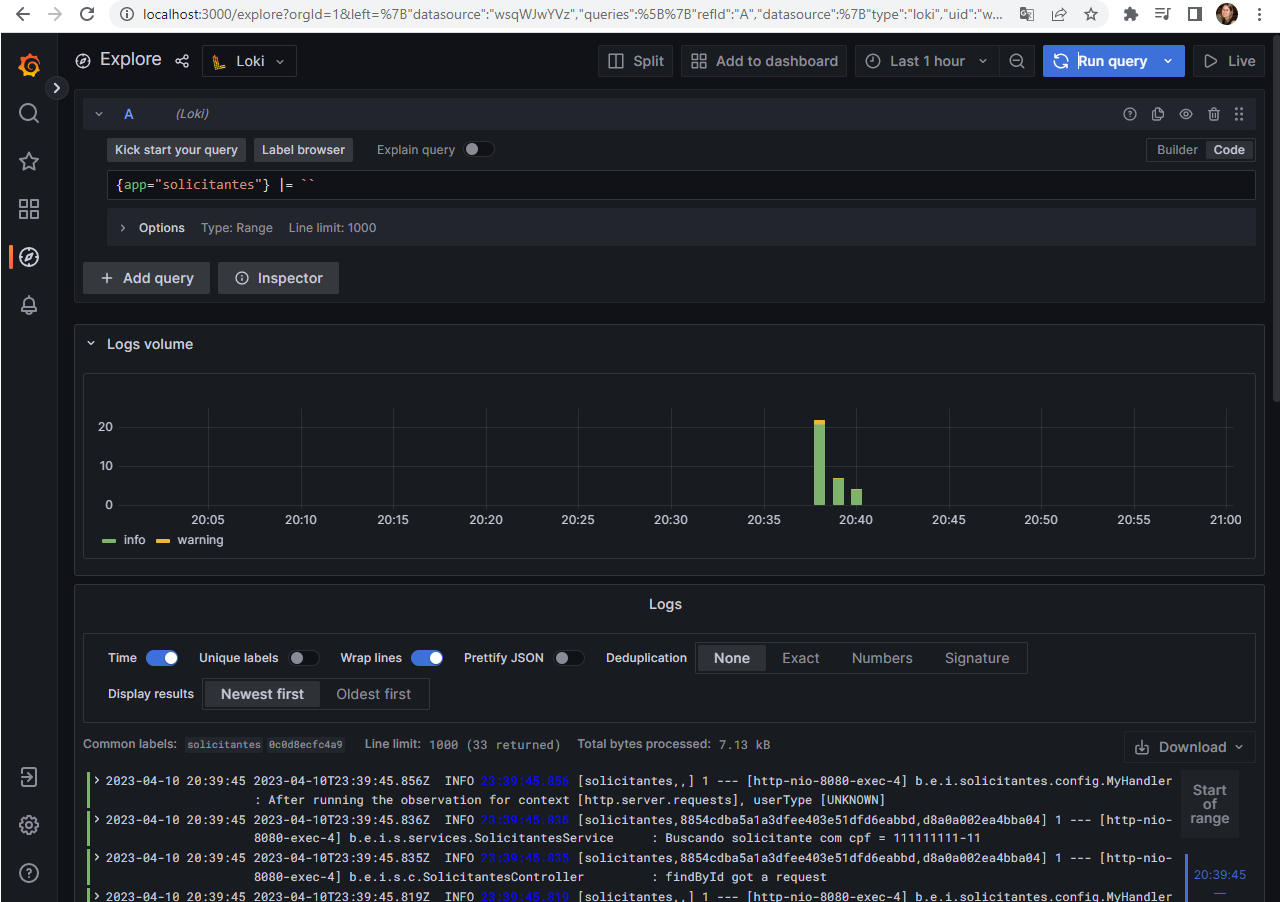 localhost:3000/explore?orgId=1&left=%7B"datasource":"wsqWJwYVz","queries":%5B%7B"refId":"A","datasource":%7B"type":"loki","uid":"w...
Explore Loki Split Add to dashboard Last 1 hour Run query Live
A (Loki)
Kick start your query Label browser Explain query Builder Code
{app="solicitantes"} |= ``
Options Type: Range Line limit: 1000
+ Add query Inspector
Logs volume
20
10
0
20:05 20:10 20:15 20:20 20:25 20:30 20:35 20:40 20:45 20:50 20:55 21:00
info warning
Logs
Time Unique labels Wrap lines Prettify JSON Deduplication None Exact Numbers Signature
Display results Newest first Oldest first
Common labels: solicitantes 0c0d8ecfc4a9 Line limit: 1000 (33 returned) Total bytes processed: 7.13 kB Download
2023-04-10 20:39:45 2023-04-10T23:39:45.856Z INFO 23:39:45.856 [solicitantes,,] 1 --- [http-nio-8080-exec-4] b.e.i.solicitantes.config.MyHandler
: After running the observation for context [http.server.requests], userType [UNKNOWN]
Start
of
range
2023-04-10 20:39:45 2023-04-10T23:39:45.836Z INFO 23:39:45.836 [solicitantes,8854cdba5a1a3dfee403e51dfd6eabbd,d8a0a002ea4bba04] 1 --- [http-nio-
8080-exec-4] b.e.i.s.services.SolicitantesService : Buscando solicitante com cpf = 111111111-11
2023-04-10 20:39:45 2023-04-10T23:39:45.835Z INFO 23:39:45.835 [solicitantes,8854cdba5a1a3dfee403e51dfd6eabbd,d8a0a002ea4bba04] 1 --- [http-nio-
8080-exec-4] b.e.i.s.c.SolicitantesController : findById got a request
20:39:45
—
2023-04-10 20:39:45 2023-04-10T23:39:45.819Z INFO 23:39:45.819 [solicitantes,,] 1 --- [http-nio-8080-exec-4] b.e.i.solicitantes.config.MyHandler